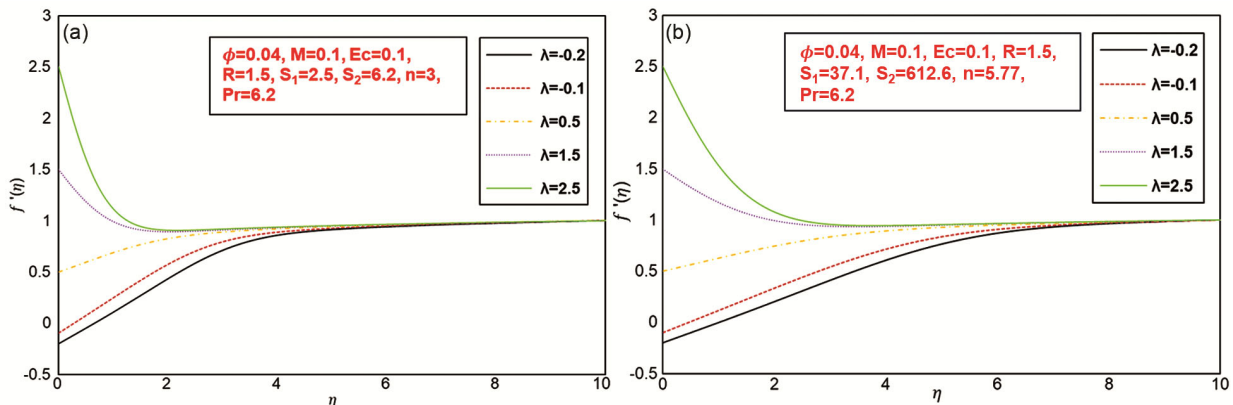 (a)
ϕ=0.04, M=0.1, Ec=0.1,
R=1.5, S₁=2.5, S₂=6.2, n=3,
Pr=6.2
λ=-0.2
λ=-0.1
λ=0.5
λ=1.5
λ=2.5
f '(η)
3
2.5
2
1.5
1
0.5
0
-0.5
0 2 4 6 8 10
η
(b)
ϕ=0.04, M=0.1, Ec=0.1, R=1.5,
S₁=37.1, S₂=612.6, n=5.77,
Pr=6.2
λ=-0.2
λ=-0.1
λ=0.5
λ=1.5
λ=2.5
f '(η)
3
2.5
2
1.5
1
0.5
0
-0.5
0 2 4 6 8 10
η